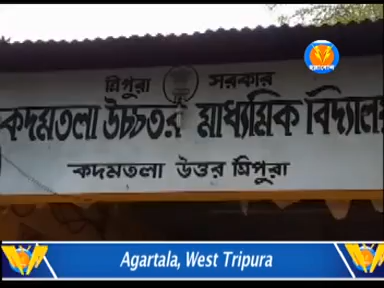 ত্রিপুরা সরকার
কদমতলা উচ্চতর মাধ্যমিক বিদ্যাল
কদমতলা উত্তর ত্রিপুরা
Agartala, West Tripura